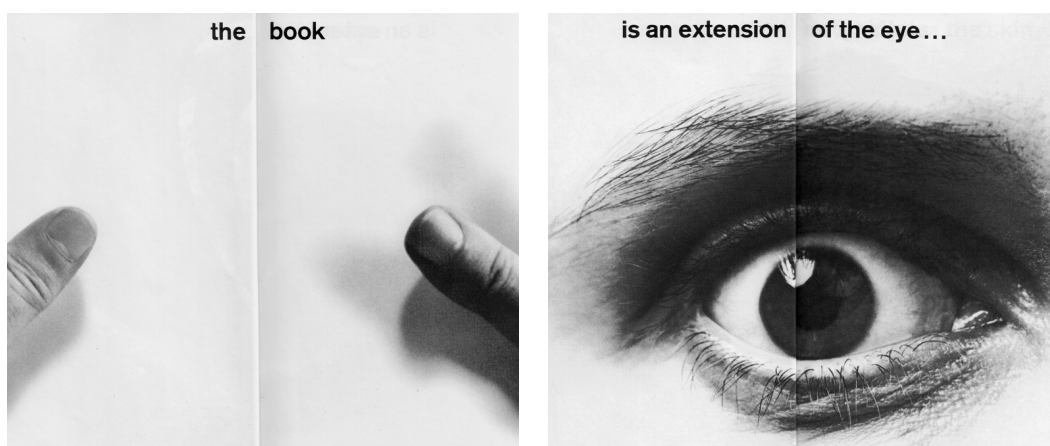 the book
is an extension of the eye...